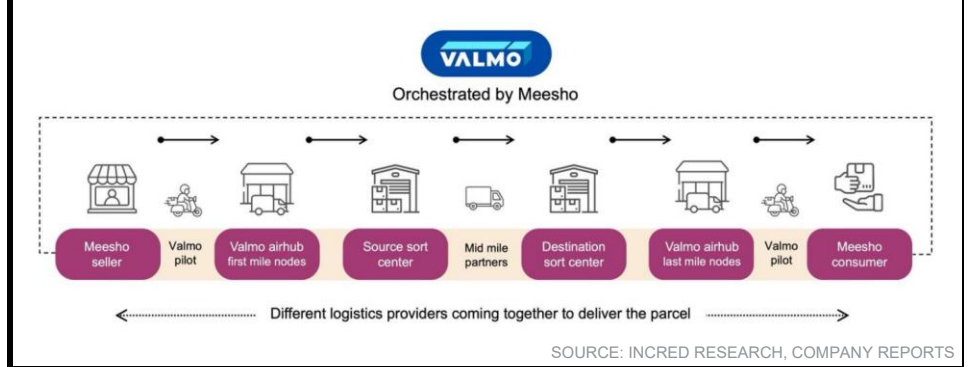 VALMO
Orchestrated by Meesho
Meesho
seller
Valmo
pilot
Valmo airhub
first mile nodes
Source sort
center
Mid mile
partners
Destination
sort center
Valmo airhub
last mile nodes
Valmo
pilot
Meesho
consumer
Different logistics providers coming together to deliver the parcel
SOURCE: INCRED RESEARCH, COMPANY REPORTS